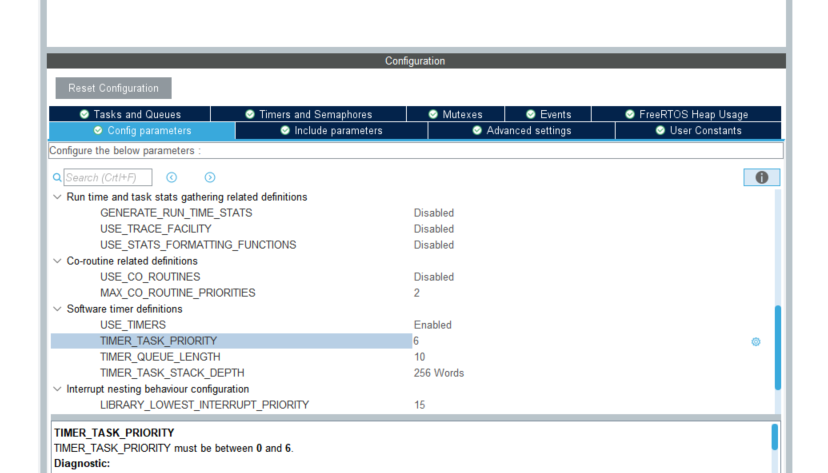 Configuration
Reset Configuration
Tasks and Queues Timers and Semaphores Mutexes Events FreeRTOS Heap Usage
Config parameters Include parameters Advanced settings User Constants
Configure the below parameters :
Search (Crtl+F)
Run time and task stats gathering related definitions
GENERATE_RUN_TIME_STATS Disabled
USE_TRACE_FACILITY Disabled
USE_STATS_FORMATTING_FUNCTIONS Disabled
Co-routine related definitions
USE_CO_ROUTINES Disabled
MAX_CO_ROUTINE_PRIORITIES 2
Software timer definitions
USE_TIMERS Enabled
TIMER_TASK_PRIORITY 6
TIMER_QUEUE_LENGTH 10
TIMER_TASK_STACK_DEPTH 256 Words
Interrupt nesting behaviour configuration
LIBRARY_LOWEST_INTERRUPT_PRIORITY 15
TIMER_TASK_PRIORITY
TIMER_TASK_PRIORITY must be between 0 and 6.
Diagnostic: